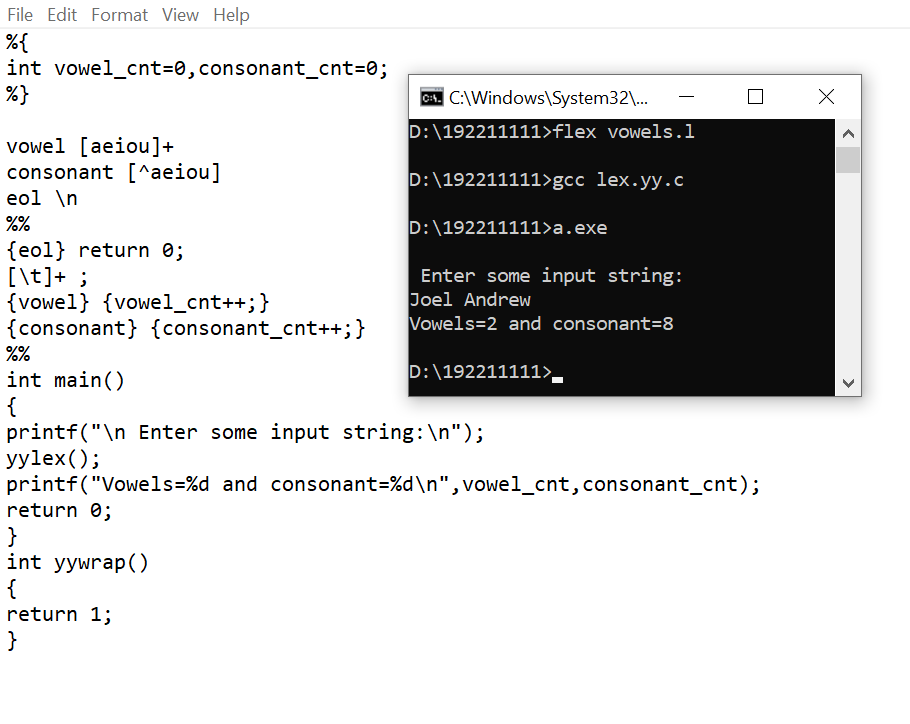 File Edit Format View Help
%{
int vowel_cnt=0,consonant_cnt=0;
%}
vowel [aeiou]+
consonant [^aeiou]
eol \n
%%
{eol} return 0;
[\t]+ ;
{vowel} {vowel_cnt++;}
{consonant} {consonant_cnt++;}
%%
int main()
{
printf("\n Enter some input string:\n");
yylex();
printf("Vowels=%d and consonant=%d\n",vowel_cnt,consonant_cnt);
return 0;
}
int yywrap()
{
return 1;
}
C:\Windows\System32\...
D:\192211111>flex vowels.l
D:\192211111>gcc lex.yy.c
D:\192211111>a.exe
Enter some input string:
Joel Andrew
Vowels=2 and consonant=8
D:\192211111>